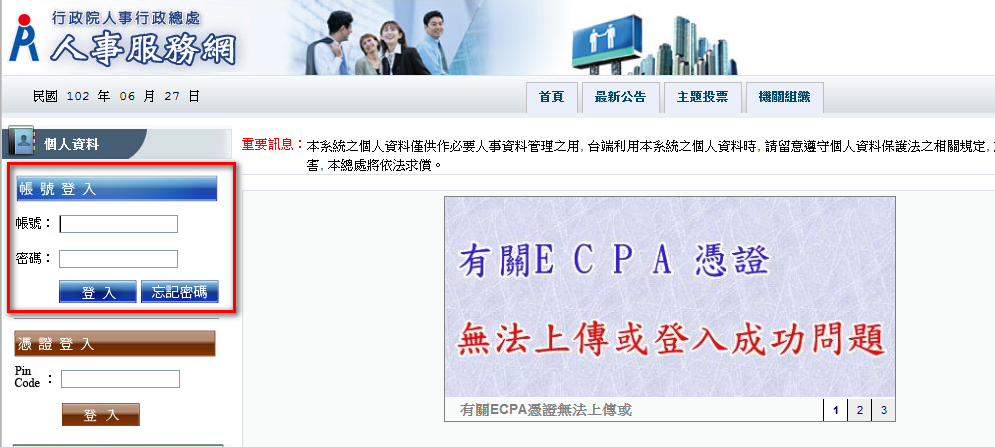 行政院人事行政總處
人事服務網
民國 102 年 06 月 27 日
首頁 最新公告 主題投票 機關組織
個人資料
重要訊息：本系統之個人資料僅供作必要人事資料管理之用, 台端利用本系統之個人資料時, 請留意遵守個人資料保護法之相關規定,
害, 本總處將依法求償。
帳號登入
帳號：
密碼：
登入 忘記密碼
憑證登入
Pin
Code ：
登入
有關E C P A 憑證
無法上傳或登入成功問題
有關ECPA憑證無法上傳或 1 2 3